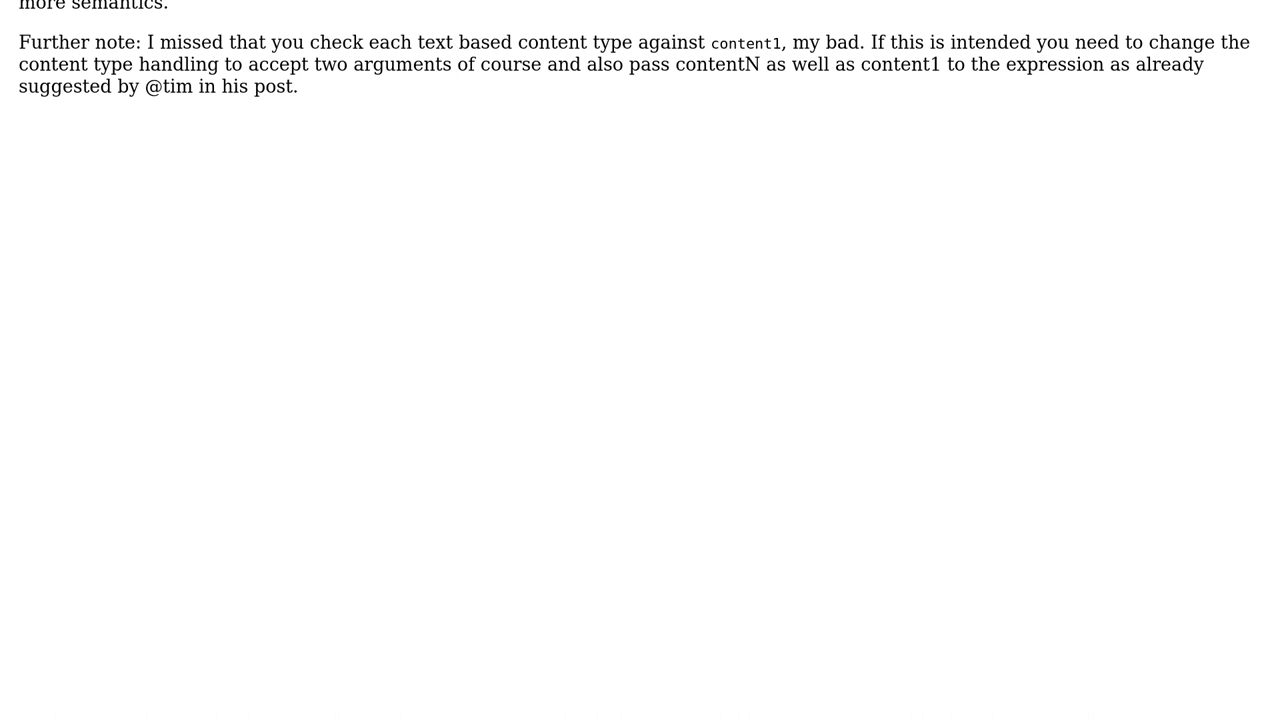 more semantics.
Further note: I missed that you check each text based content type against content1, my bad. If this is intended you need to change the
content type handling to accept two arguments of course and also pass contentN as well as content1 to the expression as already
suggested by @tim in his post.